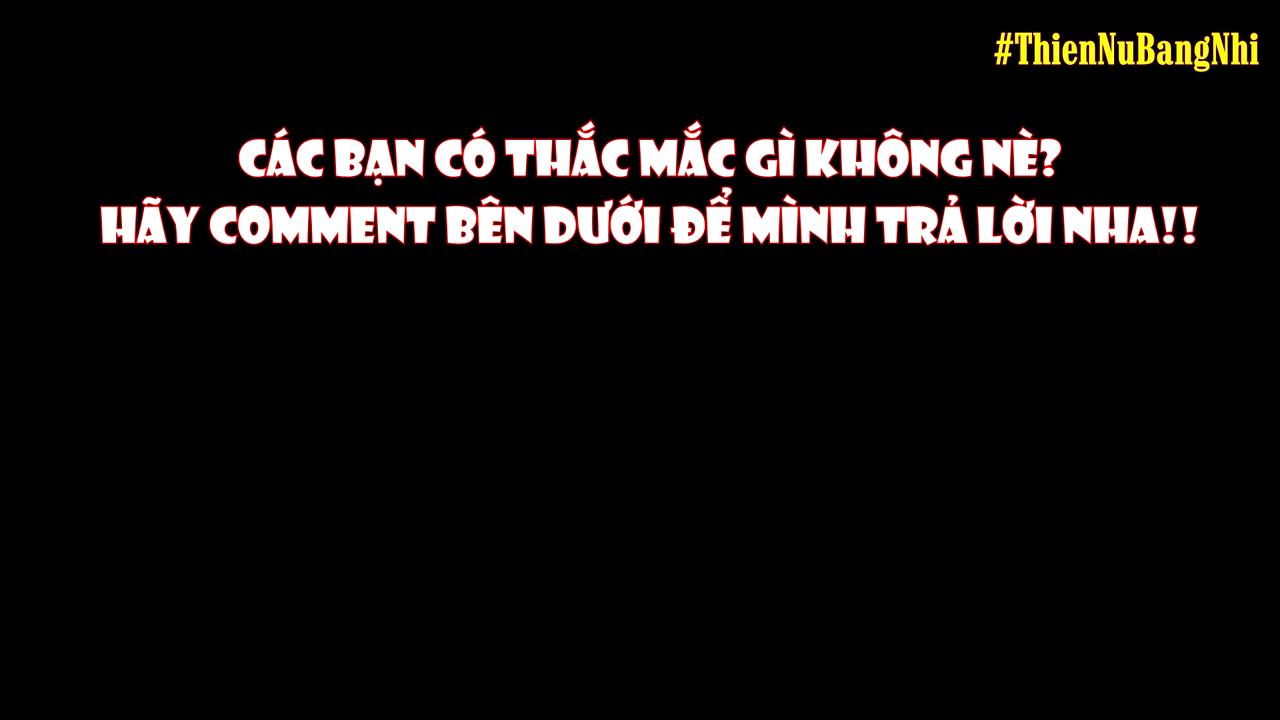 #ThienNuBangNhi
CÁC BẠN CÓ THẮC MẮC GÌ KHÔNG NÈ?
HÃY COMMENT BÊN DƯỚI ĐỂ MÌNH TRẢ LỜI NHA!!